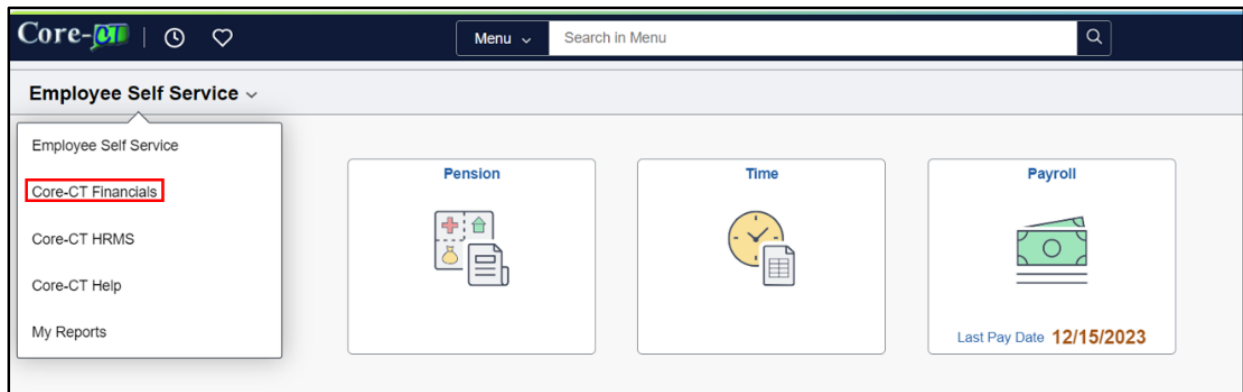 Core-CT
Menu
Search in Menu
Employee Self Service
Employee Self Service
Core-CT Financials
Core-CT HRMS
Core-CT Help
My Reports
Pension
Time
Payroll
Last Pay Date 12/15/2023